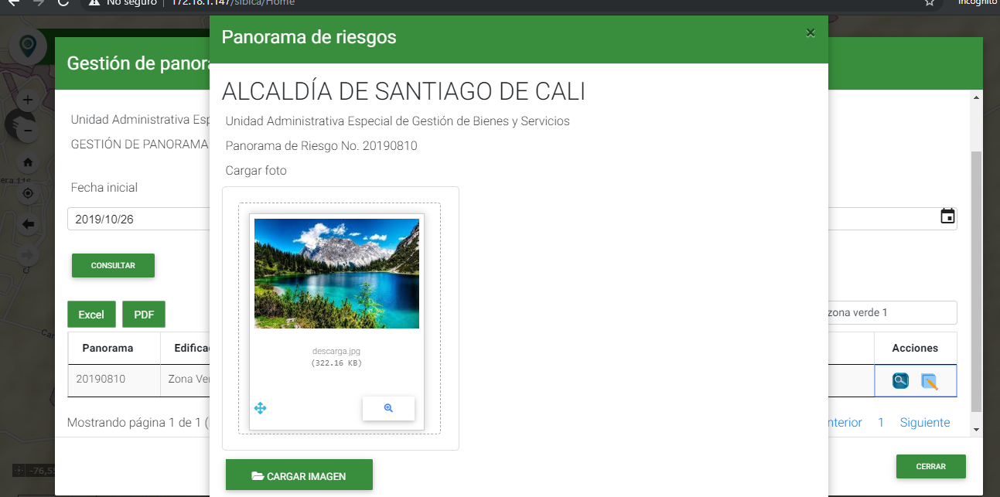 No seguro | 172.18.1.147/sibica/Home
Incógnito
Gestión de panora
Panorama de riesgos
×
ALCALDÍA DE SANTIAGO DE CALI
Unidad Administrativa Esp
Unidad Administrativa Especial de Gestión de Bienes y Servicios
GESTIÓN DE PANORAMA
Panorama de Riesgo No. 20190810
Cargar foto
Fecha inicial
2019/10/26
CONSULTAR
Excel
PDF
zona verde 1
Panorama
Edifica
Acciones
20190810
Zona Ve
descarga.jpg
(322.16 KB)
Mostrando página 1 de 1 (
nterior 1 Siguiente
CARGAR IMAGEN
CERRAR
-76,55